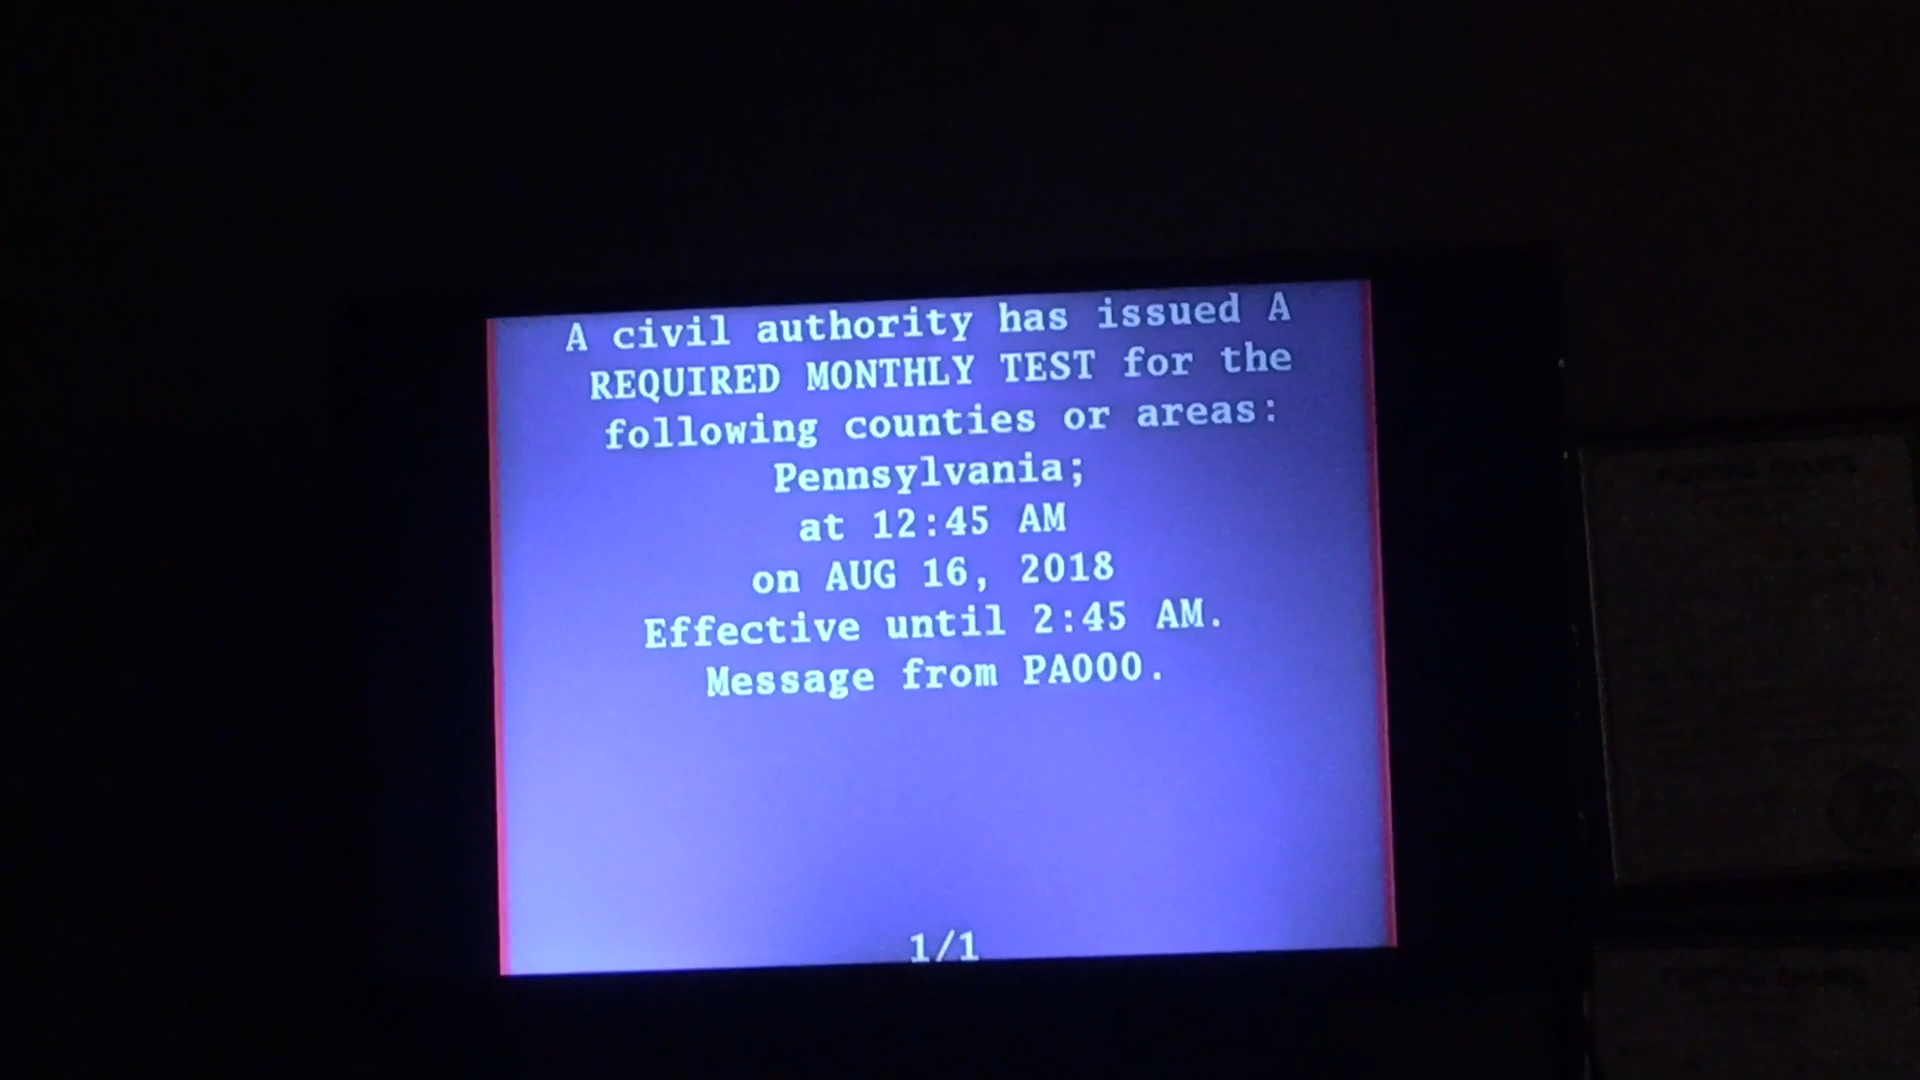 A civil authority has issued A
REQUIRED MONTHLY TEST for the
following counties or areas:
Pennsylvania;
at 12:45 AM
on AUG 16, 2018
Effective until 2:45 AM.
Message from PA000.
1/1